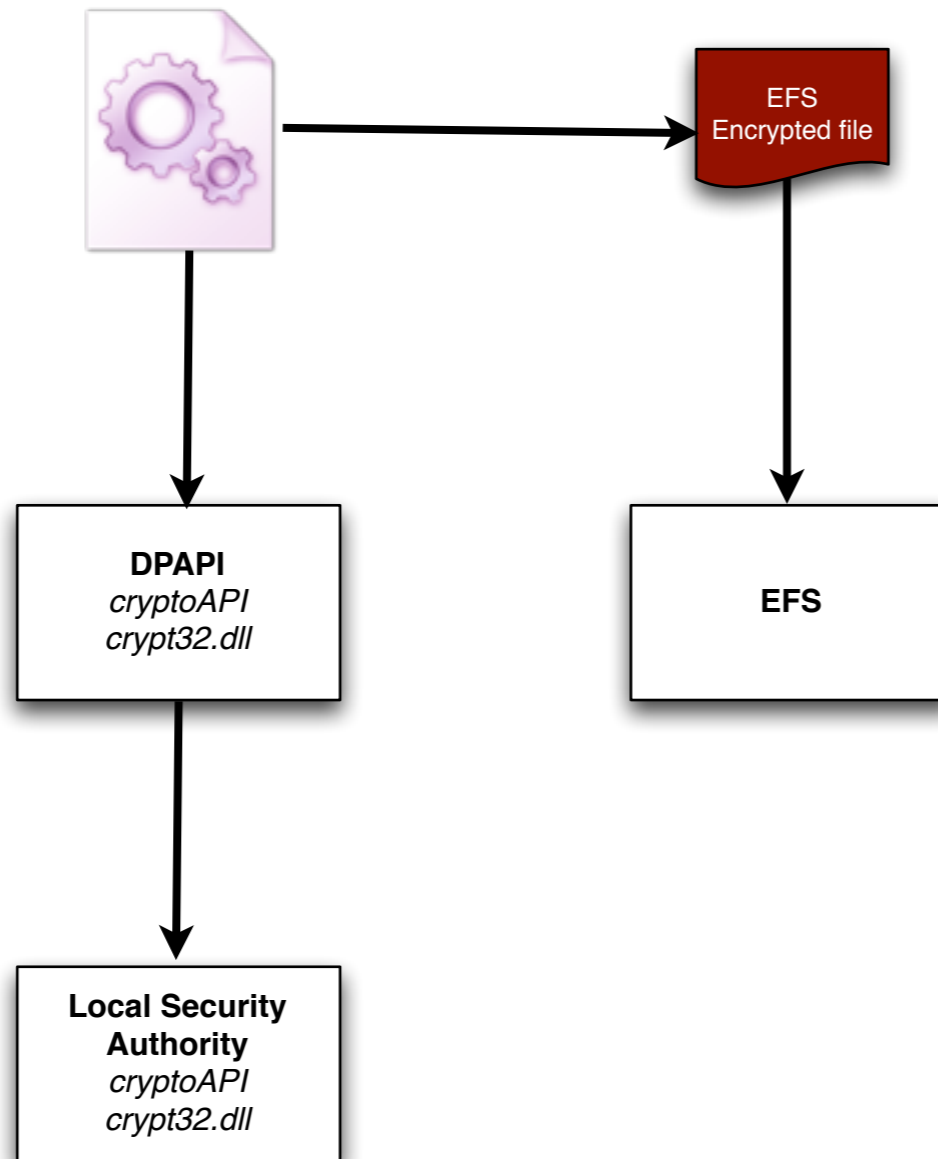 EFS
Encrypted file
DPAPI
cryptoAPI
crypt32.dll
EFS
Local Security
Authority
cryptoAPI
crypt32.dll